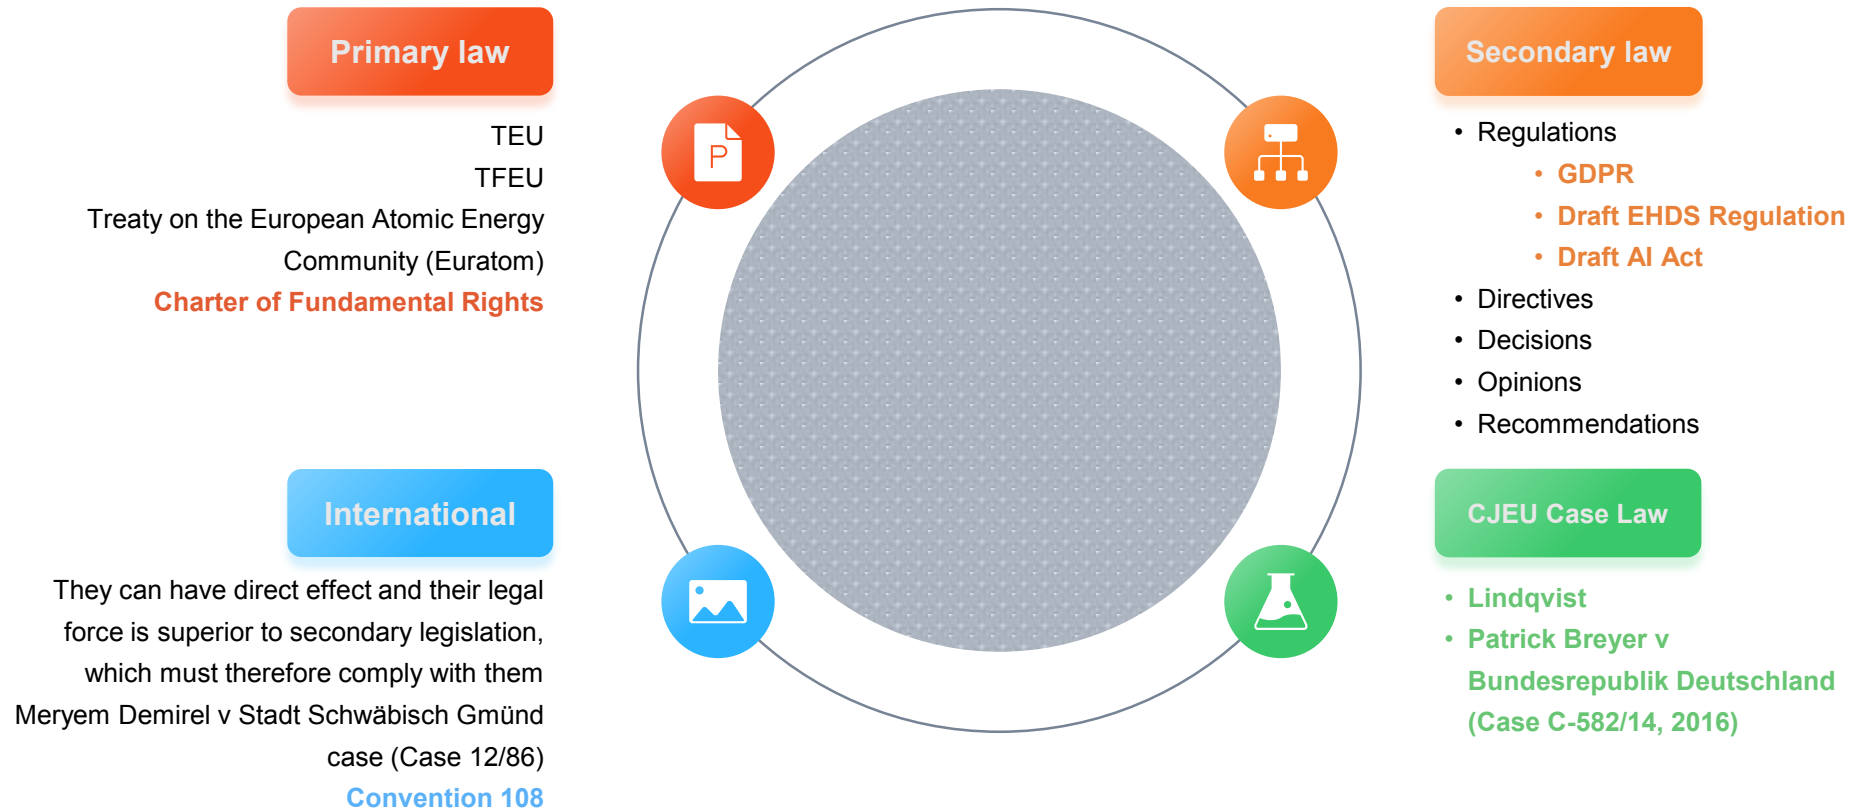 Primary law
TEU
TFEU
Treaty on the European Atomic Energy
Community (Euratom)
Charter of Fundamental Rights
P
Secondary law
• Regulations
• GDPR
• Draft EHDS Regulation
• Draft AI Act
• Directives
• Decisions
• Opinions
• Recommendations
International
They can have direct effect and their legal
force is superior to secondary legislation,
which must therefore comply with them
Meryem Demirel v Stadt Schwäbisch Gmünd
case (Case 12/86)
Convention 108
CJEU Case Law
• Lindqvist
• Patrick Breyer v
Bundesrepublik Deutschland
(Case C-582/14, 2016)